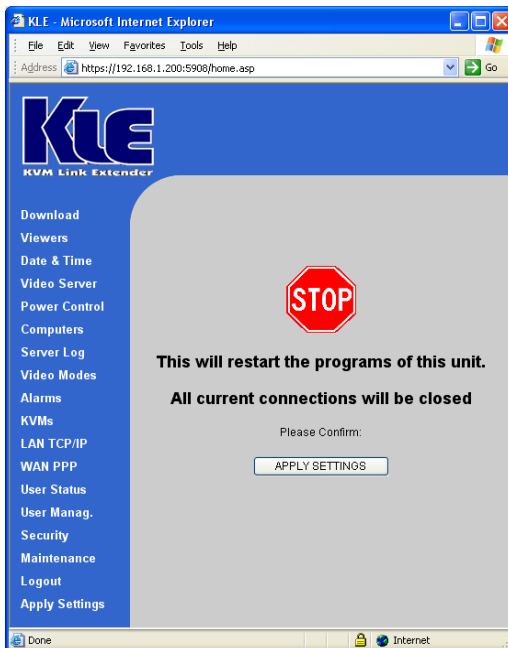 KLE - Microsoft Internet Explorer
File Edit View Favorites Tools Help
Address https://192.168.1.200:5908/home.asp Go
KLE
KVM Link Extender
Download
Viewers
Date & Time
Video Server
Power Control
Computers
Server Log
Video Modes
Alarms
KVMs
LAN TCP/IP
WAN PPP
User Status
User Manag.
Security
Maintenance
Logout
Apply Settings
STOP
This will restart the programs of this unit.
All current connections will be closed
Please Confirm:
APPLY SETTINGS
Done Internet